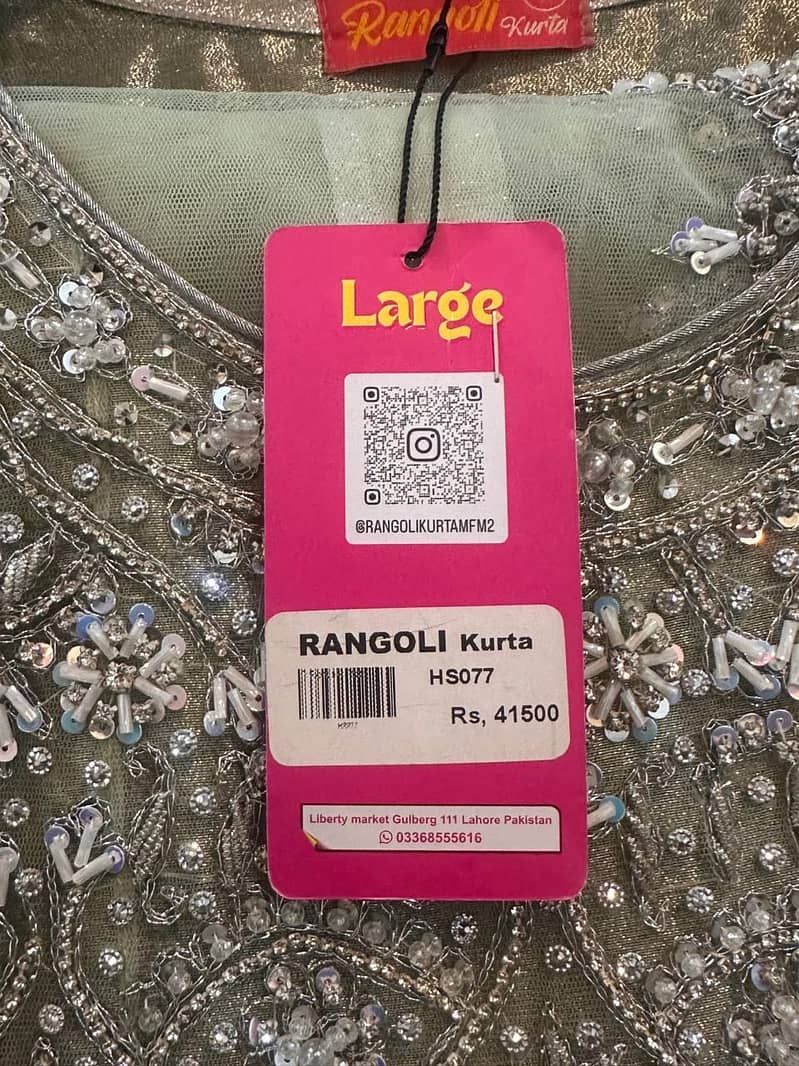 Rangoli
Kurta
Large
@RANGOLIKURTAMFM2
RANGOLI Kurta
HS077
Rs, 41500
Liberty market Gulberg 111 Lahore Pakistan
03368555616